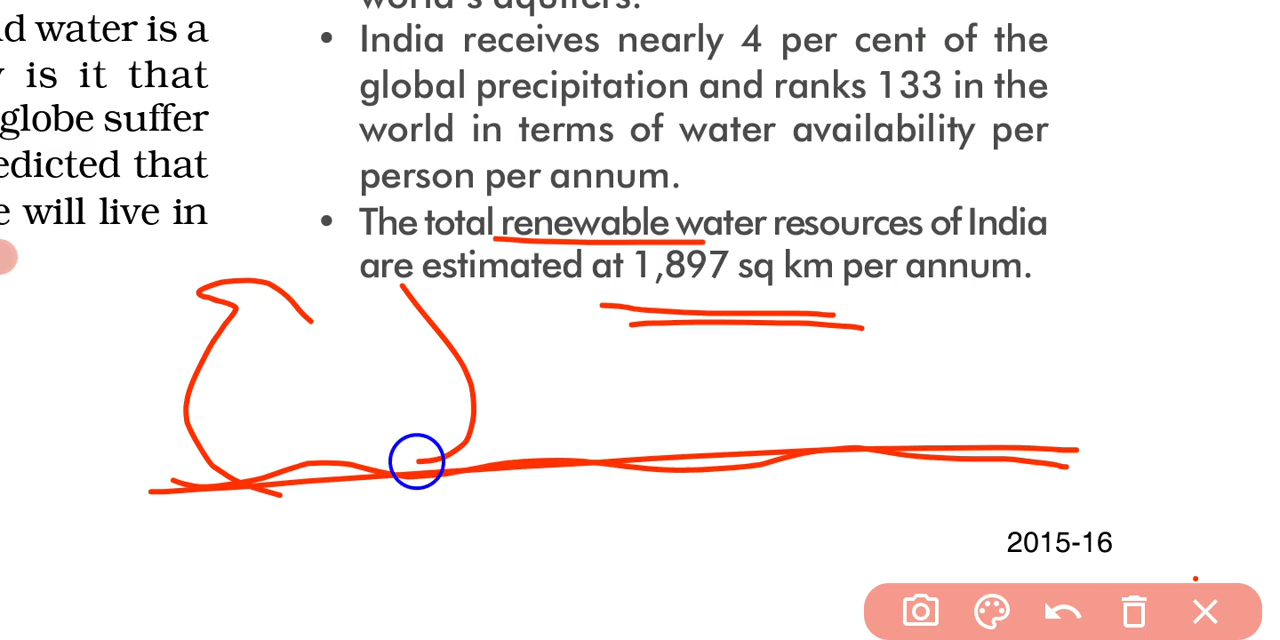 d water is a
is it that
globe suffer
edicted that
e will live in
world's aquifers.
• India receives nearly 4 per cent of the
global precipitation and ranks 133 in the
world in terms of water availability per
person per annum.
• The total renewable water resources of India
are estimated at 1,897 sq km per annum.
2015-16